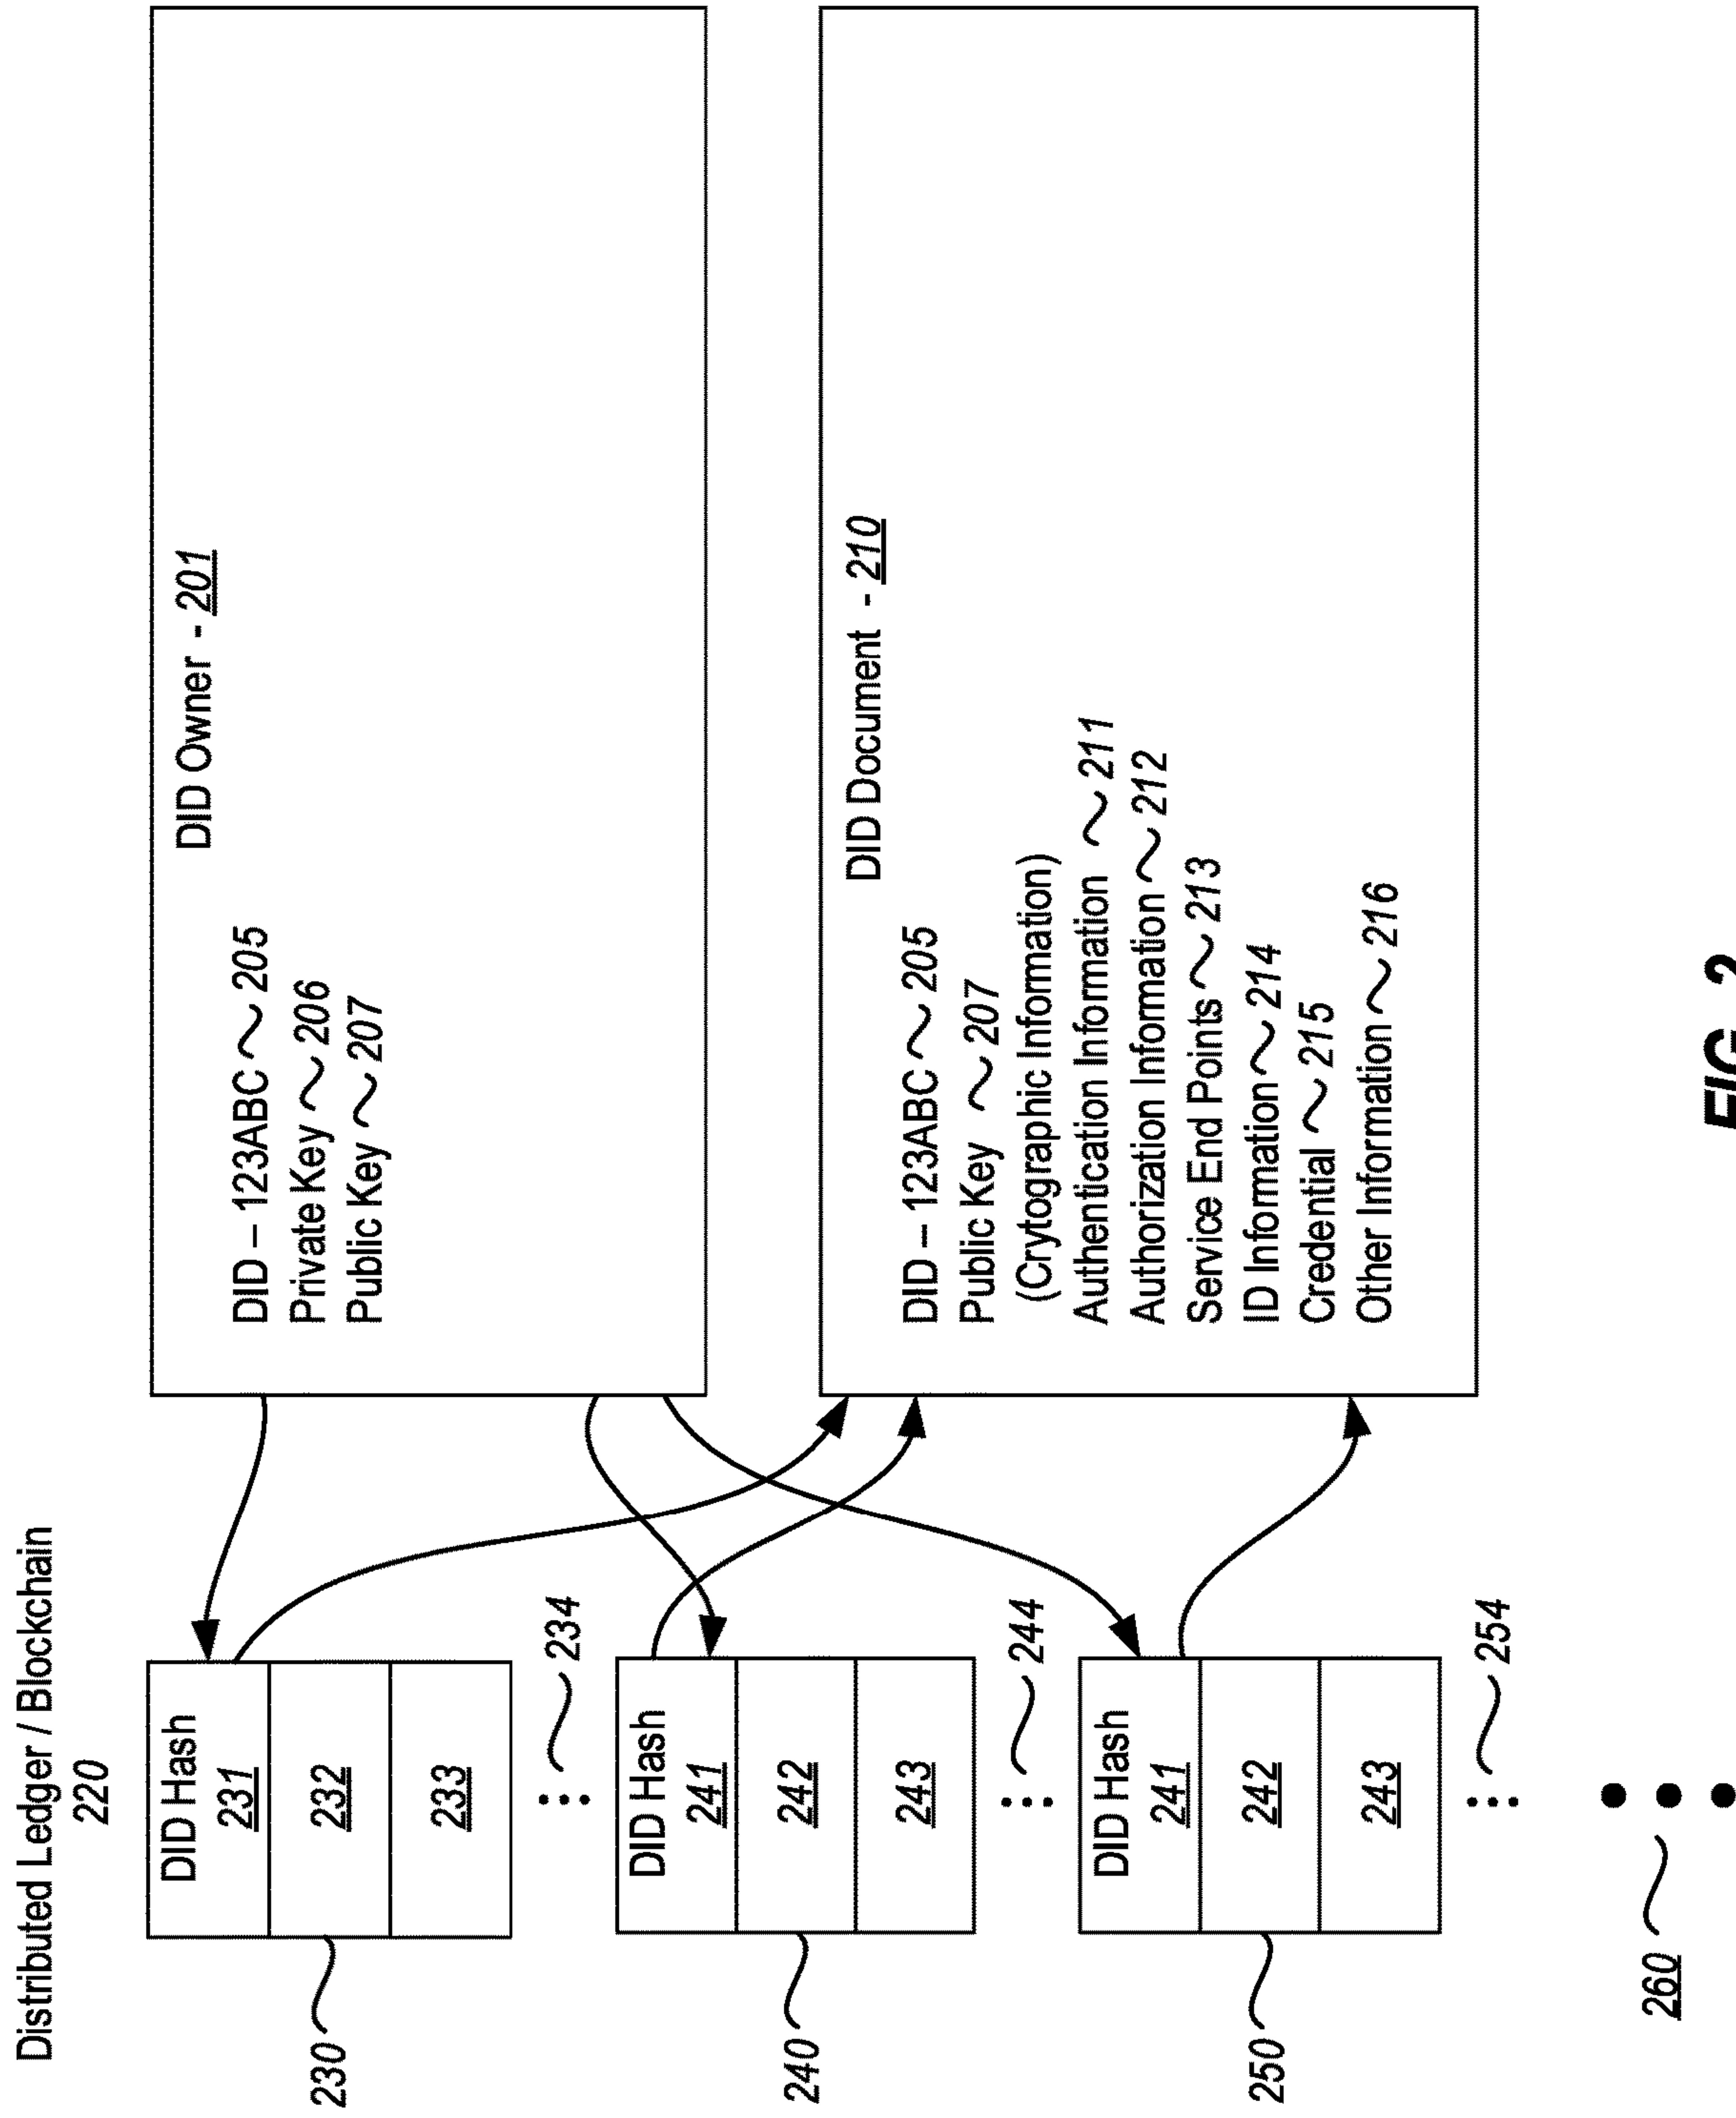 Distributed Ledger / Blockchain
220
DID Hash
231
232
233
230
234
DID Hash
241
242
243
240
244
DID Hash
241
242
243
250
254
260
DID Owner - 201
DID – 123ABC 205
Private Key 206
Public Key 207
DID Document - 210
DID – 123ABC 205
Public Key 207
(Crytographic Information)
Authentication Information 211
Authorization Information 212
Service End Points 213
ID Information 214
Credential 215
Other Information 216
FIG. 2